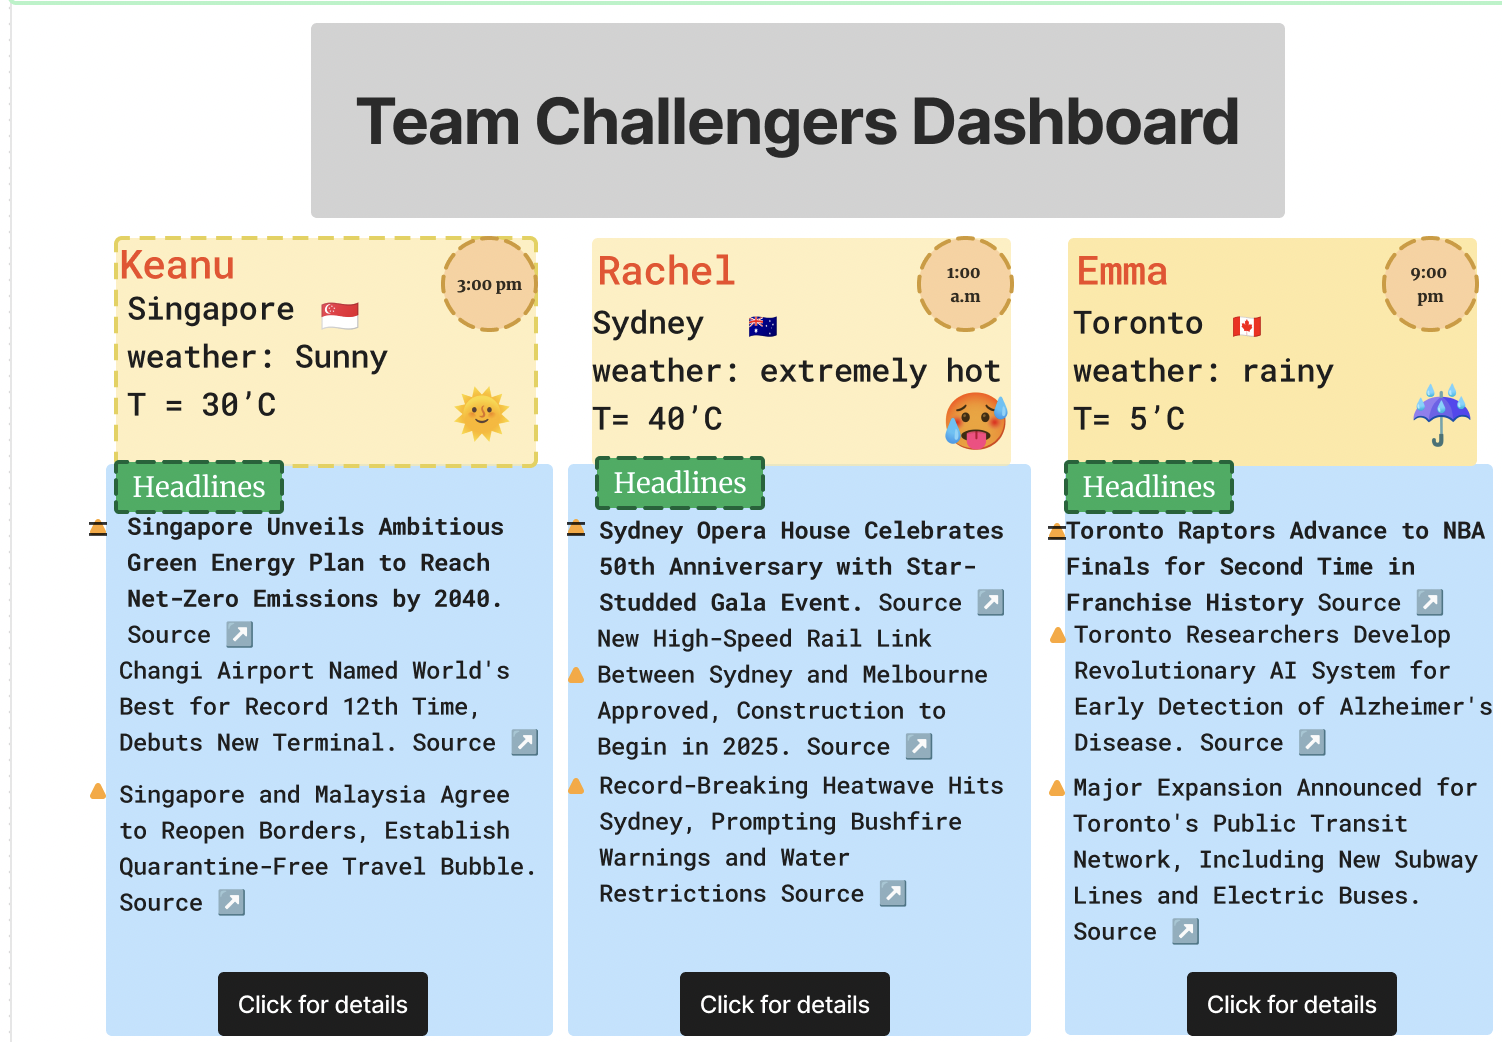 Team Challengers Dashboard
Keanu
3:00 pm
Singapore
weather: Sunny
T = 30’C
Headlines
Singapore Unveils Ambitious
Green Energy Plan to Reach
Net-Zero Emissions by 2040.
Source
Changi Airport Named World's
Best for Record 12th Time,
Debuts New Terminal. Source
Singapore and Malaysia Agree
to Reopen Borders, Establish
Quarantine-Free Travel Bubble.
Source
Click for details
Rachel
1:00
a.m
Sydney
weather: extremely hot
T= 40’C
Headlines
Sydney Opera House Celebrates
50th Anniversary with Star-
Studded Gala Event. Source
New High-Speed Rail Link
Between Sydney and Melbourne
Approved, Construction to
Begin in 2025. Source
Record-Breaking Heatwave Hits
Sydney, Prompting Bushfire
Warnings and Water
Restrictions Source
Click for details
Emma
9:00
pm
Toronto
weather: rainy
T= 5’C
Headlines
Toronto Raptors Advance to NBA
Finals for Second Time in
Franchise History Source
Toronto Researchers Develop
Revolutionary AI System for
Early Detection of Alzheimer's
Disease. Source
Major Expansion Announced for
Toronto's Public Transit
Network, Including New Subway
Lines and Electric Buses.
Source
Click for details